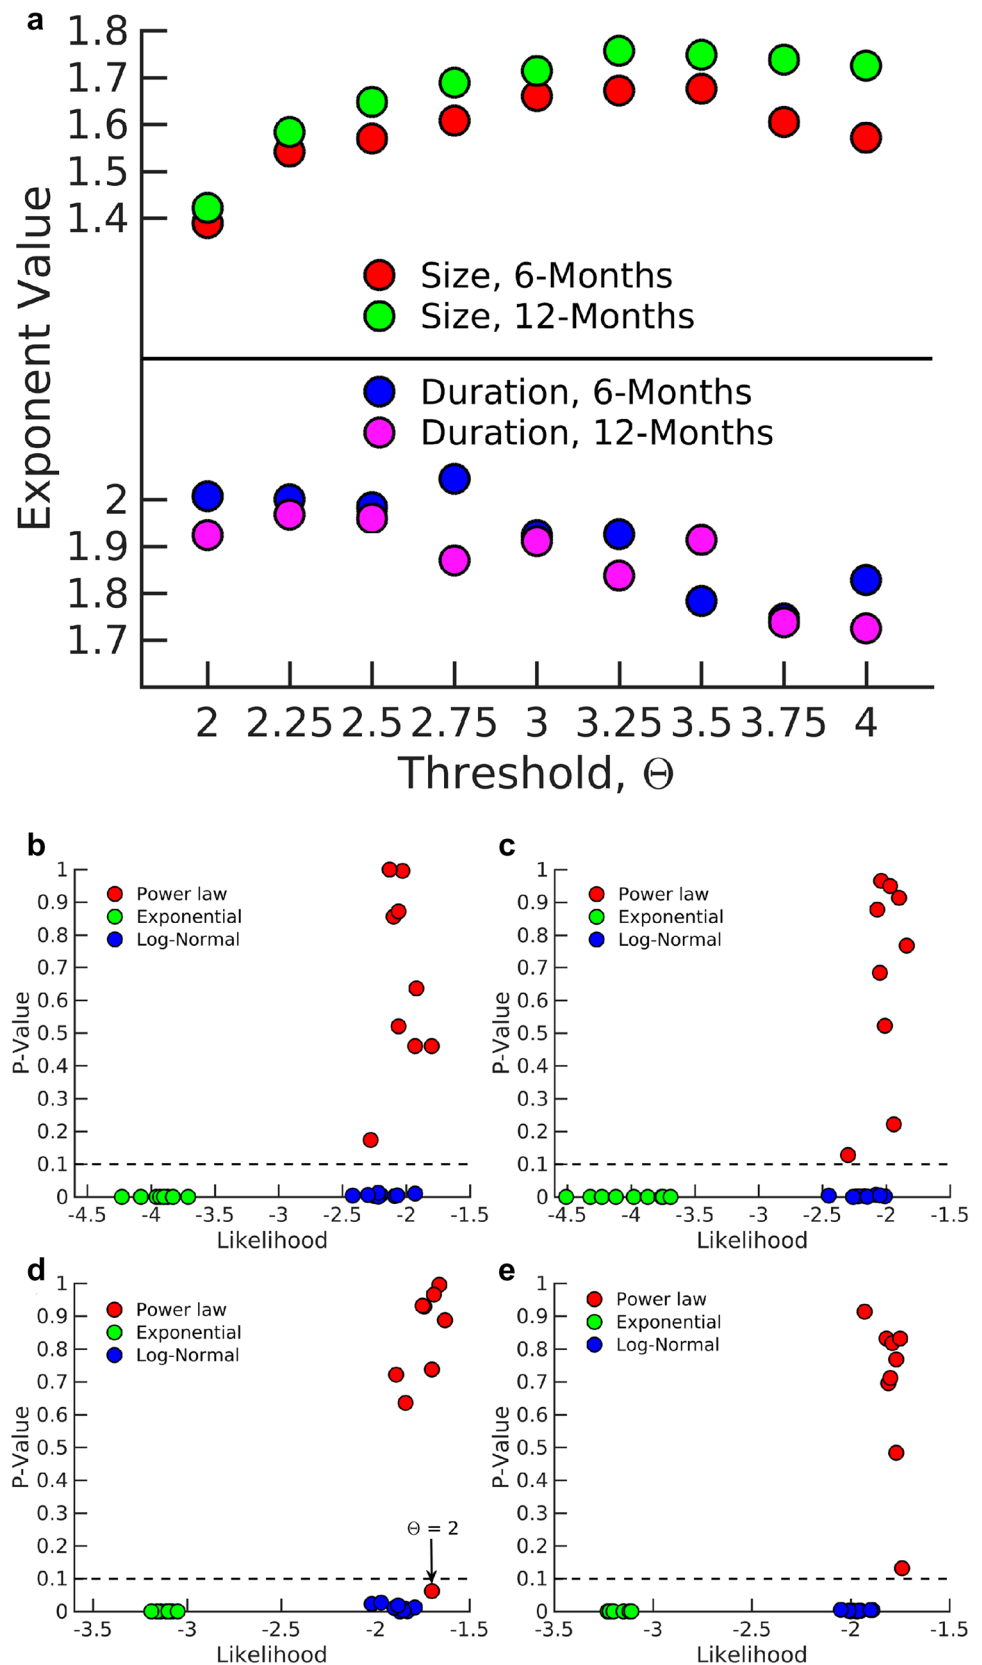 a
1.8
1.7
1.6
1.5
1.4
Exponent Value
Size, 6-Months
Size, 12-Months
Duration, 6-Months
Duration, 12-Months
2
1.9
1.8
1.7
2 2.25 2.5 2.75 3 3.25 3.5 3.75 4
Threshold, Θ
b
1
0.9
0.8
0.7
0.6
0.5
0.4
0.3
0.2
0.1
0
P-Value
Power law
Exponential
Log-Normal
-4.5 -4 -3.5 -3 -2.5 -2 -1.5
Likelihood
c
1
0.9
0.8
0.7
0.6
0.5
0.4
0.3
0.2
0.1
0
P-Value
Power law
Exponential
Log-Normal
-4.5 -4 -3.5 -3 -2.5 -2 -1.5
Likelihood
d
1
0.9
0.8
0.7
0.6
0.5
0.4
0.3
0.2
0.1
0
P-Value
Power law
Exponential
Log-Normal
Θ = 2
-3.5 -3 -2.5 -2 -1.5
Likelihood
e
1
0.9
0.8
0.7
0.6
0.5
0.4
0.3
0.2
0.1
0
P-Value
Power law
Exponential
Log-Normal
-3.5 -3 -2.5 -2 -1.5
Likelihood